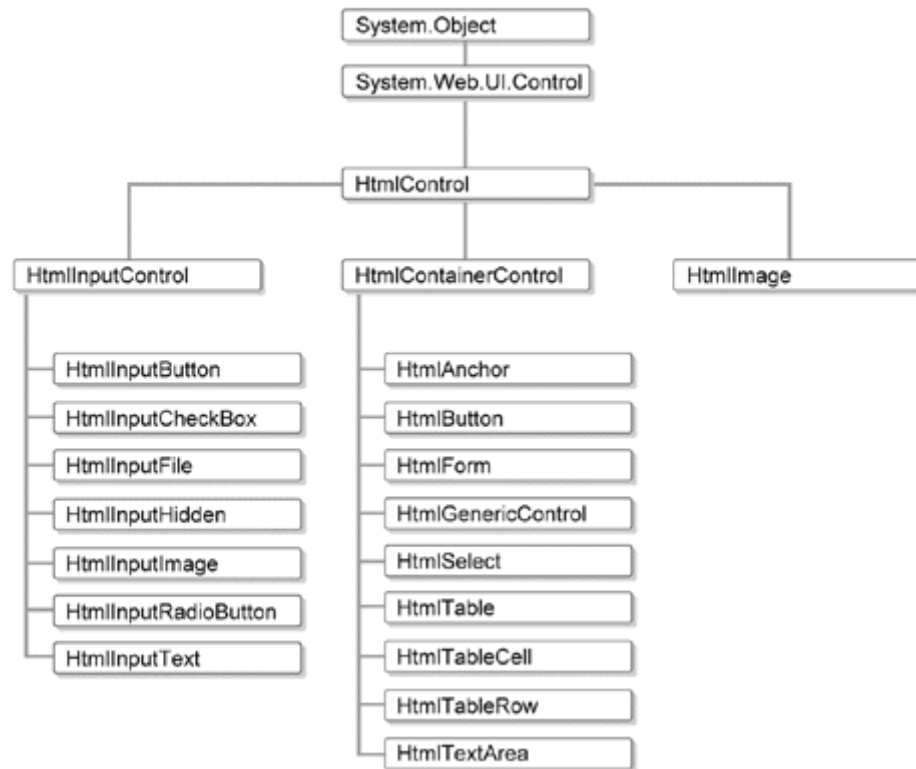 System.Object
System.Web.UI.Control
HtmlControl
HtmlInputControl
HtmlContainerControl
HtmlImage
HtmlInputButton
HtmlInputCheckBox
HtmlInputFile
HtmlInputHidden
HtmlInputImage
HtmlInputRadioButton
HtmlInputText
HtmlAnchor
HtmlButton
HtmlForm
HtmlGenericControl
HtmlSelect
HtmlTable
HtmlTableCell
HtmlTableRow
HtmlTextArea